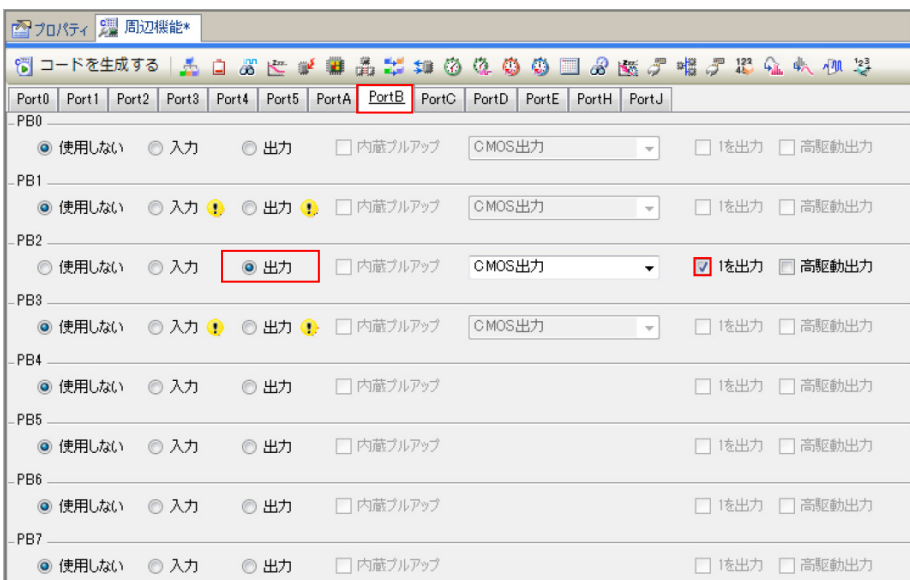 プロパティ 周辺機能*
コードを生成する
Port0 Port1 Port2 Port3 Port4 Port5 PortA PortB PortC PortD PortE PortH PortJ
PB0
使用しない 入力 出力 内蔵プルアップ CMOS出力 1を出力 高駆動出力
PB1
使用しない 入力 出力 内蔵プルアップ CMOS出力 1を出力 高駆動出力
PB2
使用しない 入力 出力 内蔵プルアップ CMOS出力 1を出力 高駆動出力
PB3
使用しない 入力 出力 内蔵プルアップ CMOS出力 1を出力 高駆動出力
PB4
使用しない 入力 出力 内蔵プルアップ 1を出力 高駆動出力
PB5
使用しない 入力 出力 内蔵プルアップ 1を出力 高駆動出力
PB6
使用しない 入力 出力 内蔵プルアップ 1を出力 高駆動出力
PB7
使用しない 入力 出力 内蔵プルアップ 1を出力 高駆動出力